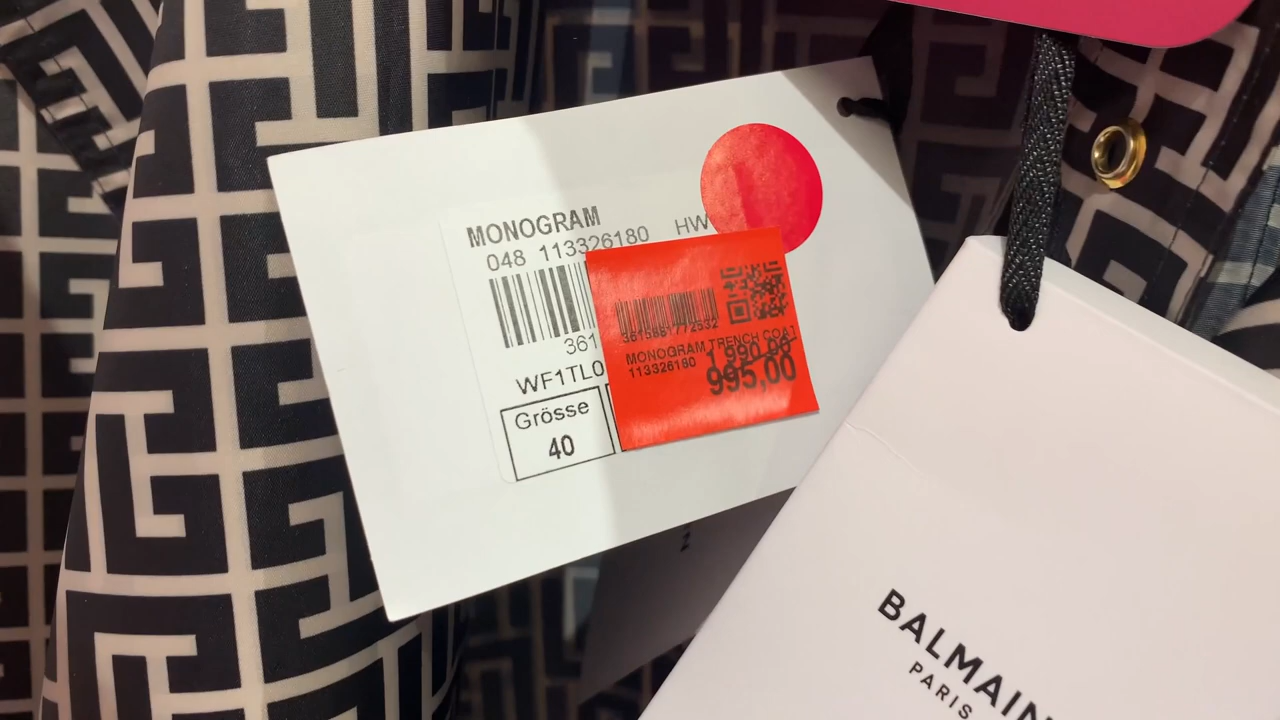 MONOGRAM
048 113326180 HW
361
WF1TL0
Grösse
40
3615881772532
MONOGRAM TRENCH COAT
113326180
1 990,00
995,00
BALMAIN
PARIS